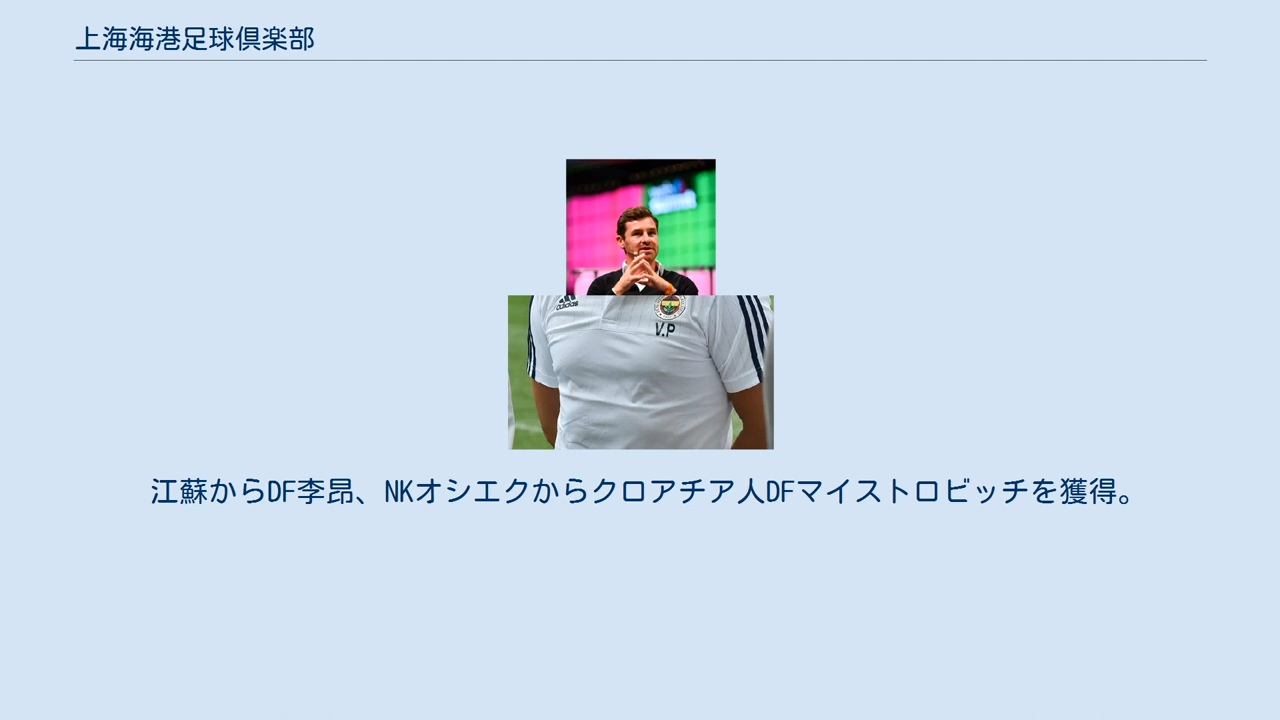 上海海港足球倶楽部
adidas
V.P
江蘇からDF李昂、NKオシエクからクロアチア人DFマイストロビッチを獲得。